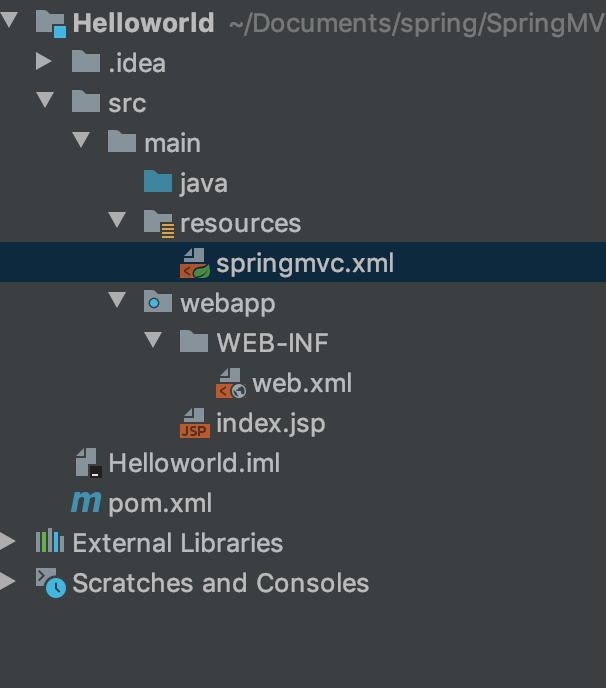 Helloworld ~/Documents/spring/SpringMV
.idea
src
main
java
resources
springmvc.xml
webapp
WEB-INF
web.xml
JSP index.jsp
Helloworld.iml
m pom.xml
External Libraries
Scratches and Consoles